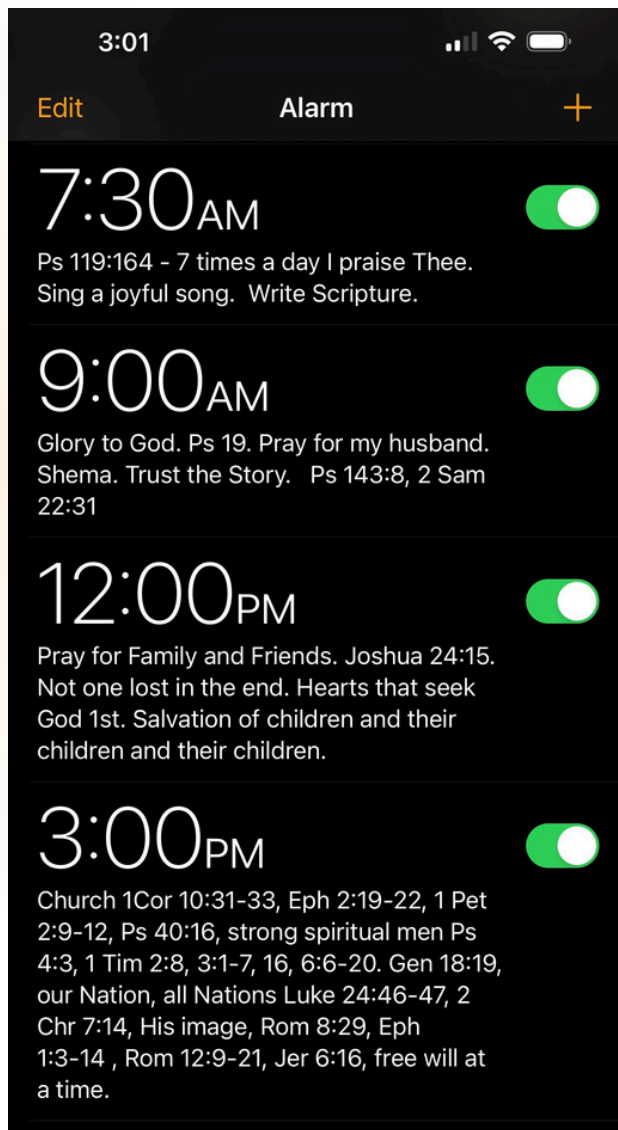 3:01
Edit Alarm +
7:30AM
Ps 119:164 - 7 times a day I praise Thee.
Sing a joyful song.  Write Scripture.
9:00AM
Glory to God. Ps 19. Pray for my husband.
Shema. Trust the Story.   Ps 143:8, 2 Sam
22:31
12:00PM
Pray for Family and Friends. Joshua 24:15.
Not one lost in the end. Hearts that seek
God 1st. Salvation of children and their
children and their children.
3:00PM
Church 1Cor 10:31-33, Eph 2:19-22, 1 Pet
2:9-12, Ps 40:16, strong spiritual men Ps
4:3, 1 Tim 2:8, 3:1-7, 16, 6:6-20. Gen 18:19,
our Nation, all Nations Luke 24:46-47, 2
Chr 7:14, His image, Rom 8:29, Eph
1:3-14 , Rom 12:9-21, Jer 6:16, free will at
a time.